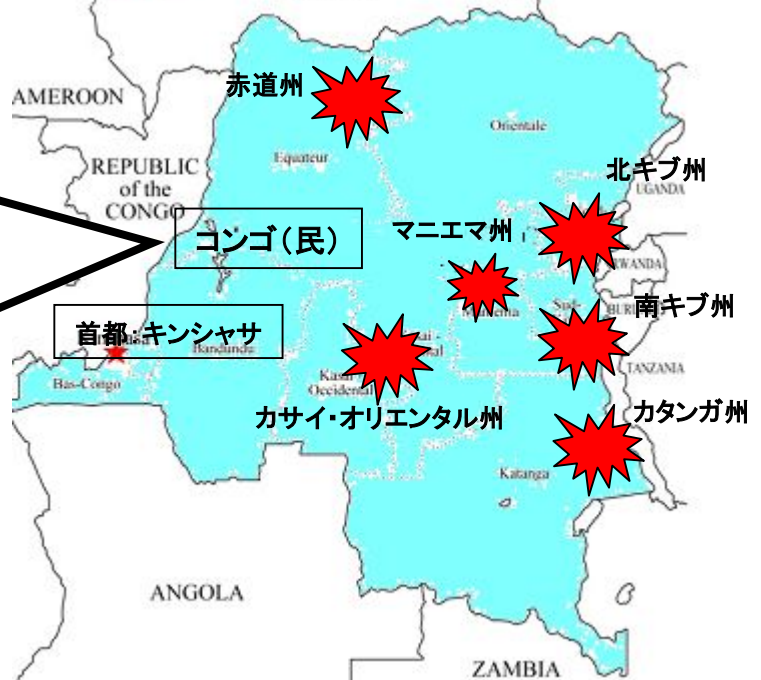 赤道州
AMEROON
Orientale
Equateur
REPUBLIC
of the
CONGO
北キブ州
UGANDA
コンゴ（民）
マニエマ州
南キブ州
首都：キンシャサ
Bandundu
TANZANIA
Bas-Congo
Occidental
カサイ・オリエンタル州
カタンガ州
Katanga
ANGOLA
ZAMBIA